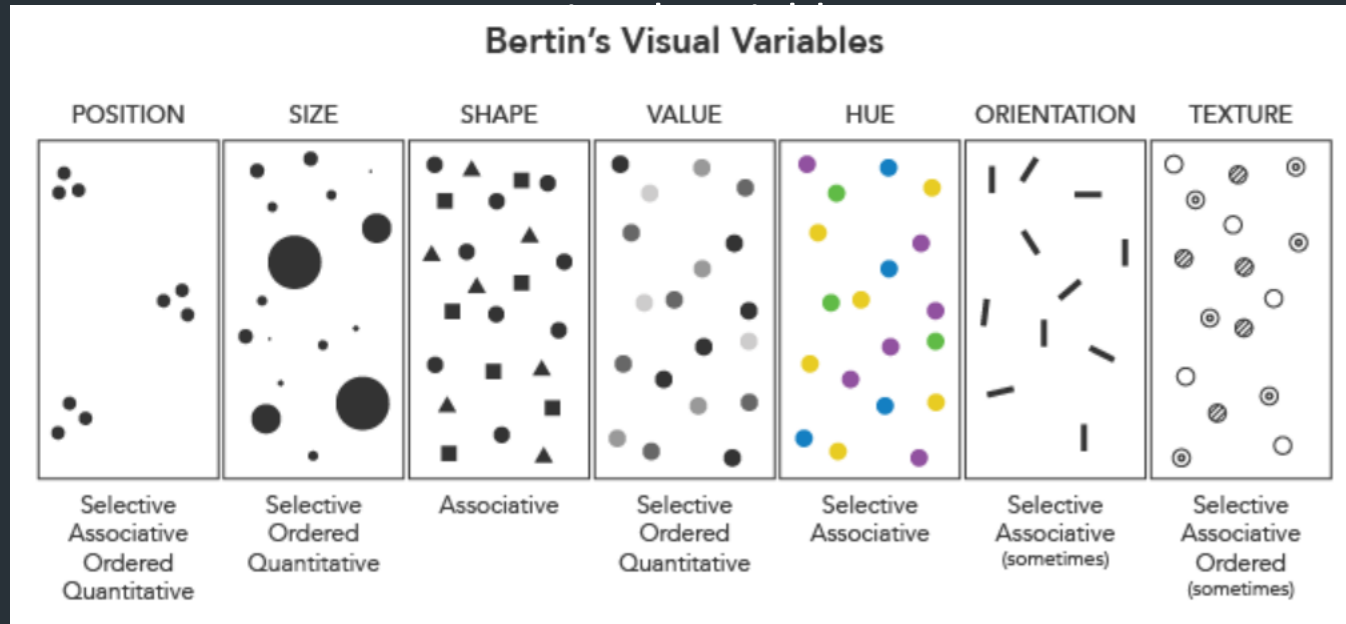 Bertin’s Visual Variables
POSITION
SIZE
SHAPE
VALUE
HUE
ORIENTATION
TEXTURE
Selective
Associative
Ordered
Quantitative
Selective
Ordered
Quantitative
Associative
Selective
Ordered
Quantitative
Selective
Associative
Selective
Associative
(sometimes)
Selective
Associative
Ordered
(sometimes)